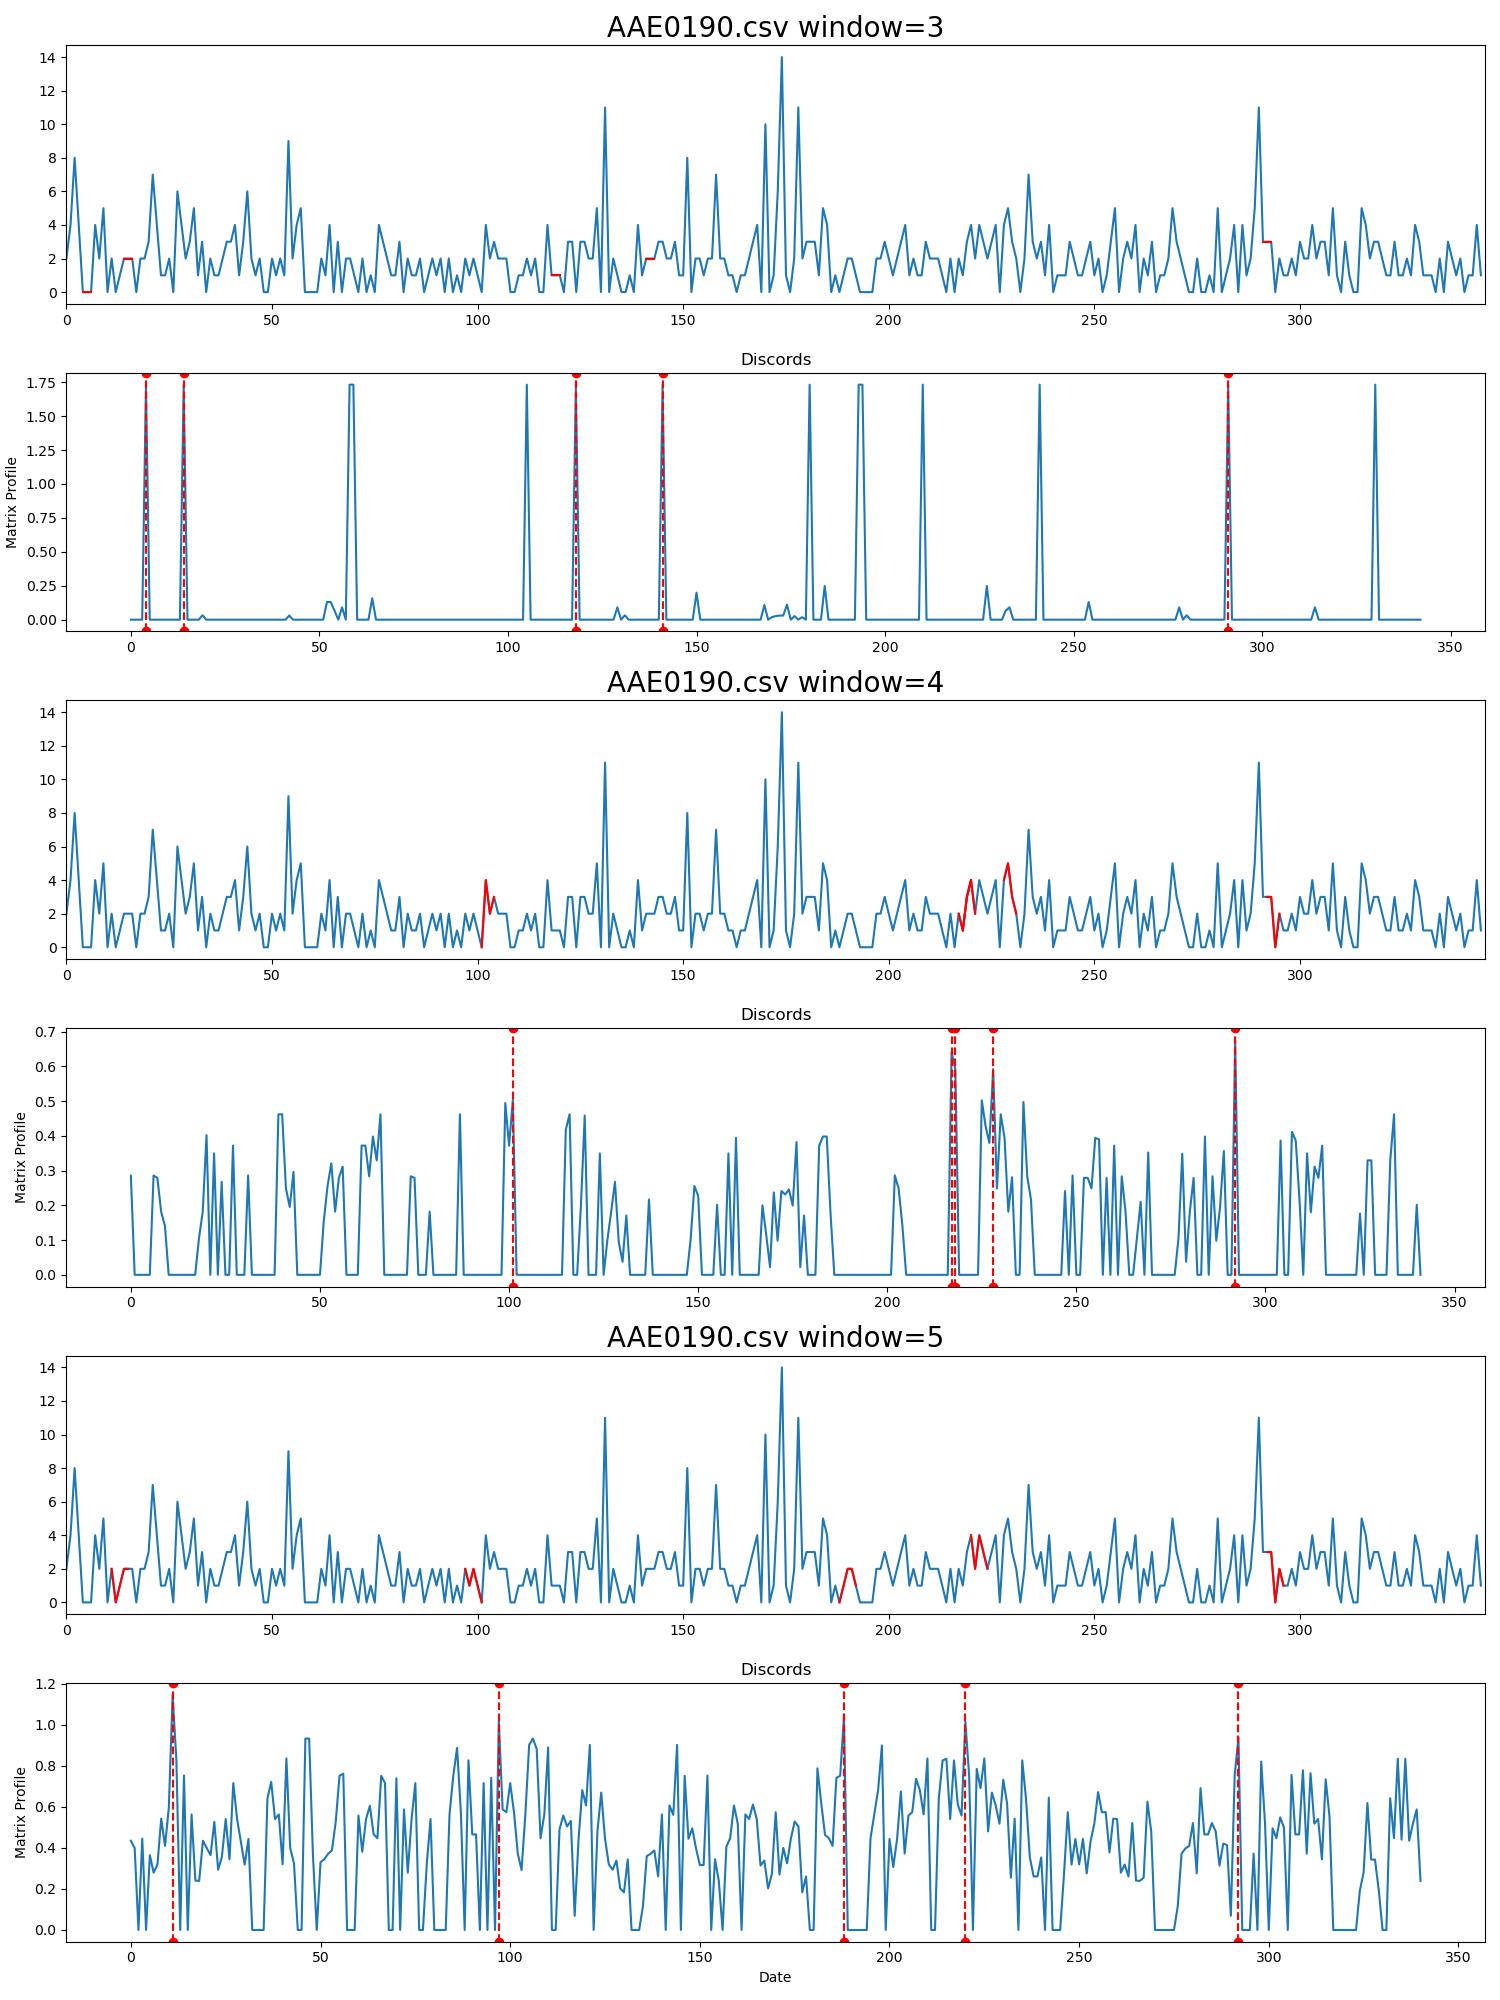 AAE0190.csv window=3
14
12
10
8
6
4
2
0
0 50 100 150 200 250 300
Discords
Matrix Profile
1.75
1.50
1.25
1.00
0.75
0.50
0.25
0.00
0 50 100 150 200 250 300 350
AAE0190.csv window=4
14
12
10
8
6
4
2
0
0 50 100 150 200 250 300
Discords
Matrix Profile
0.7
0.6
0.5
0.4
0.3
0.2
0.1
0.0
0 50 100 150 200 250 300 350
AAE0190.csv window=5
14
12
10
8
6
4
2
0
0 50 100 150 200 250 300
Discords
Matrix Profile
1.2
1.0
0.8
0.6
0.4
0.2
0.0
0 50 100 150 200 250 300 350
Date